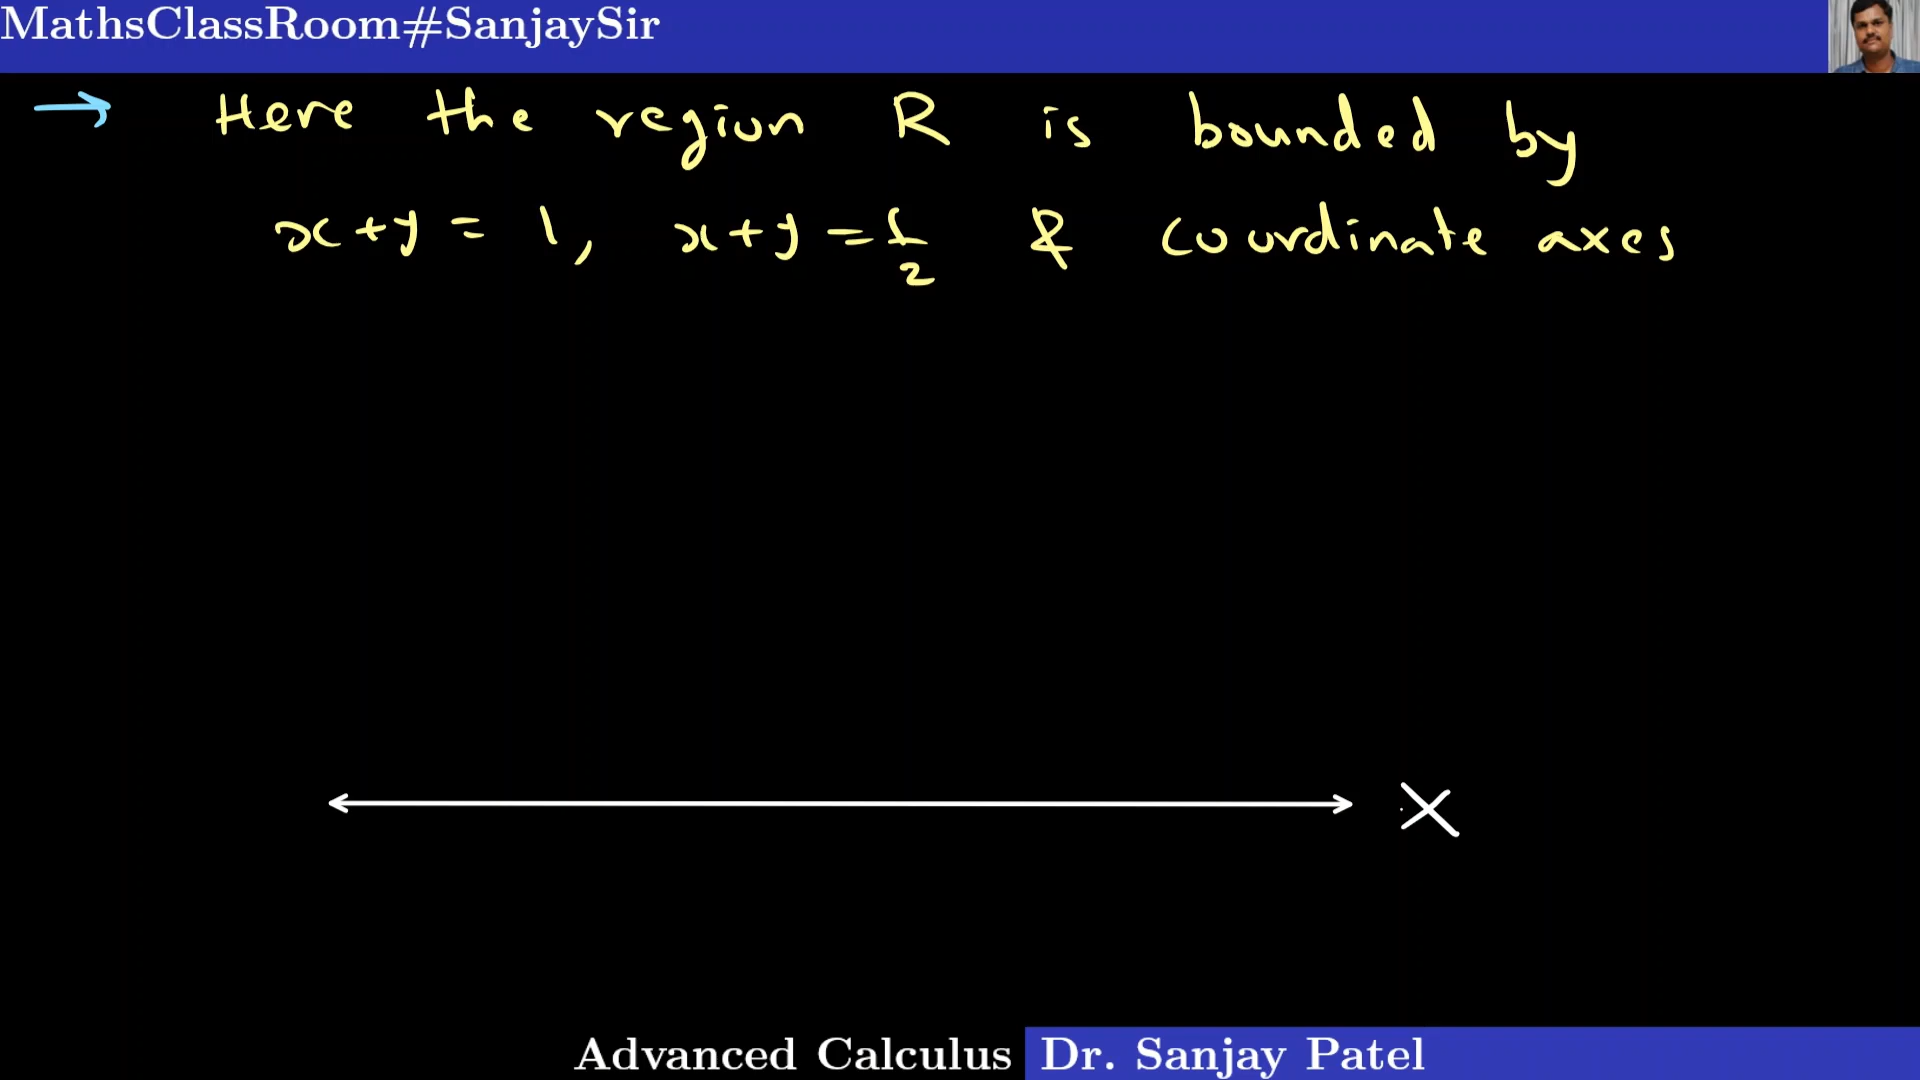 MathsClassRoom#SanjaySir
→ Here the region R is bounded by
x+y = 1, x+y = 1/2 & coordinate axes
X
Advanced Calculus Dr. Sanjay Patel